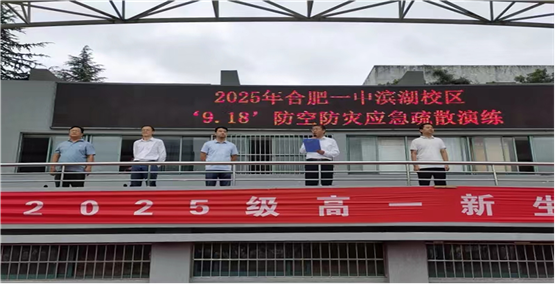 2025年合肥一中滨湖校区
‘9.18’防空防灾应急疏散演练
2025级高一新生